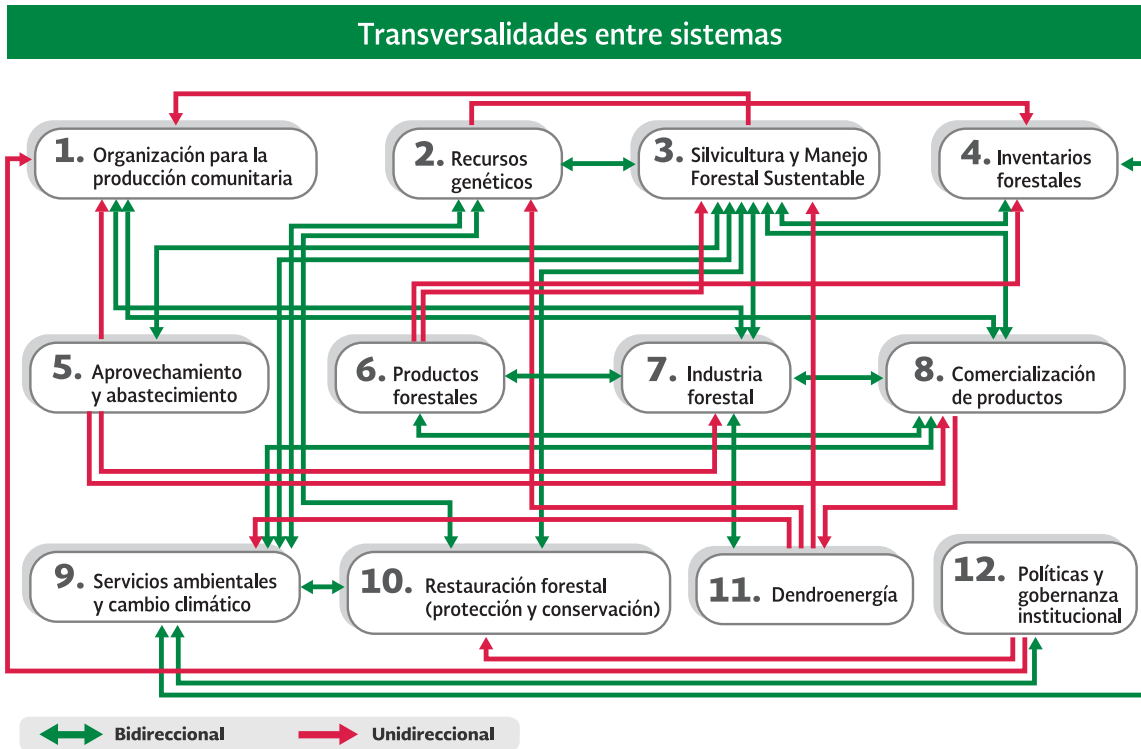 Transversalidades entre sistemas
1. Organización para la
producción comunitaria
2. Recursos
genéticos
3. Silvicultura y Manejo
Forestal Sustentable
4. Inventarios
forestales
5. Aprovechamiento
y abastecimiento
6. Productos
forestales
7. Industria
forestal
8. Comercialización
de productos
9. Servicios ambientales
y cambio climático
10. Restauración forestal
(protección y conservación)
11. Dendroenergía
12. Políticas y
gobernanza
institucional
Bidireccional
Unidireccional